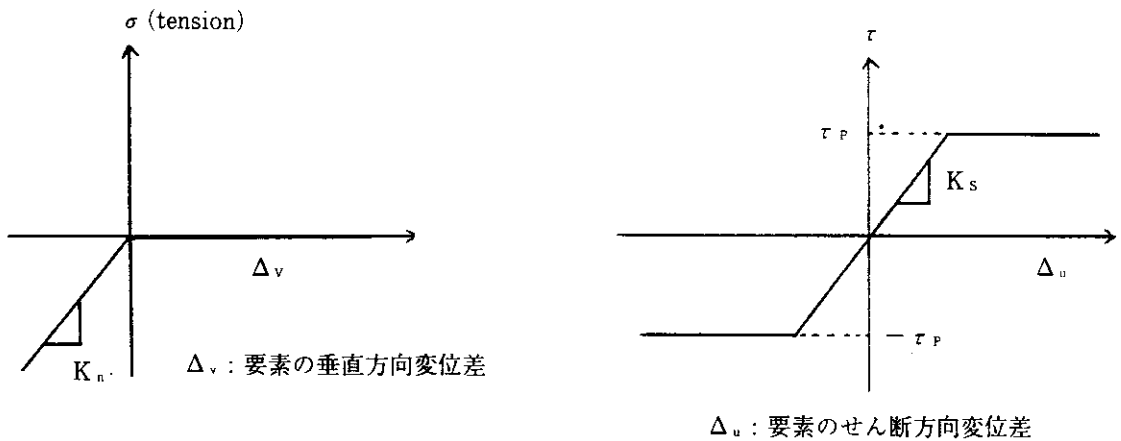 σ (tension)
Δv
Kn
Δv : 要素の垂直方向変位差
τ
τP
KS
Δu
− τP
Δu : 要素のせん断方向変位差